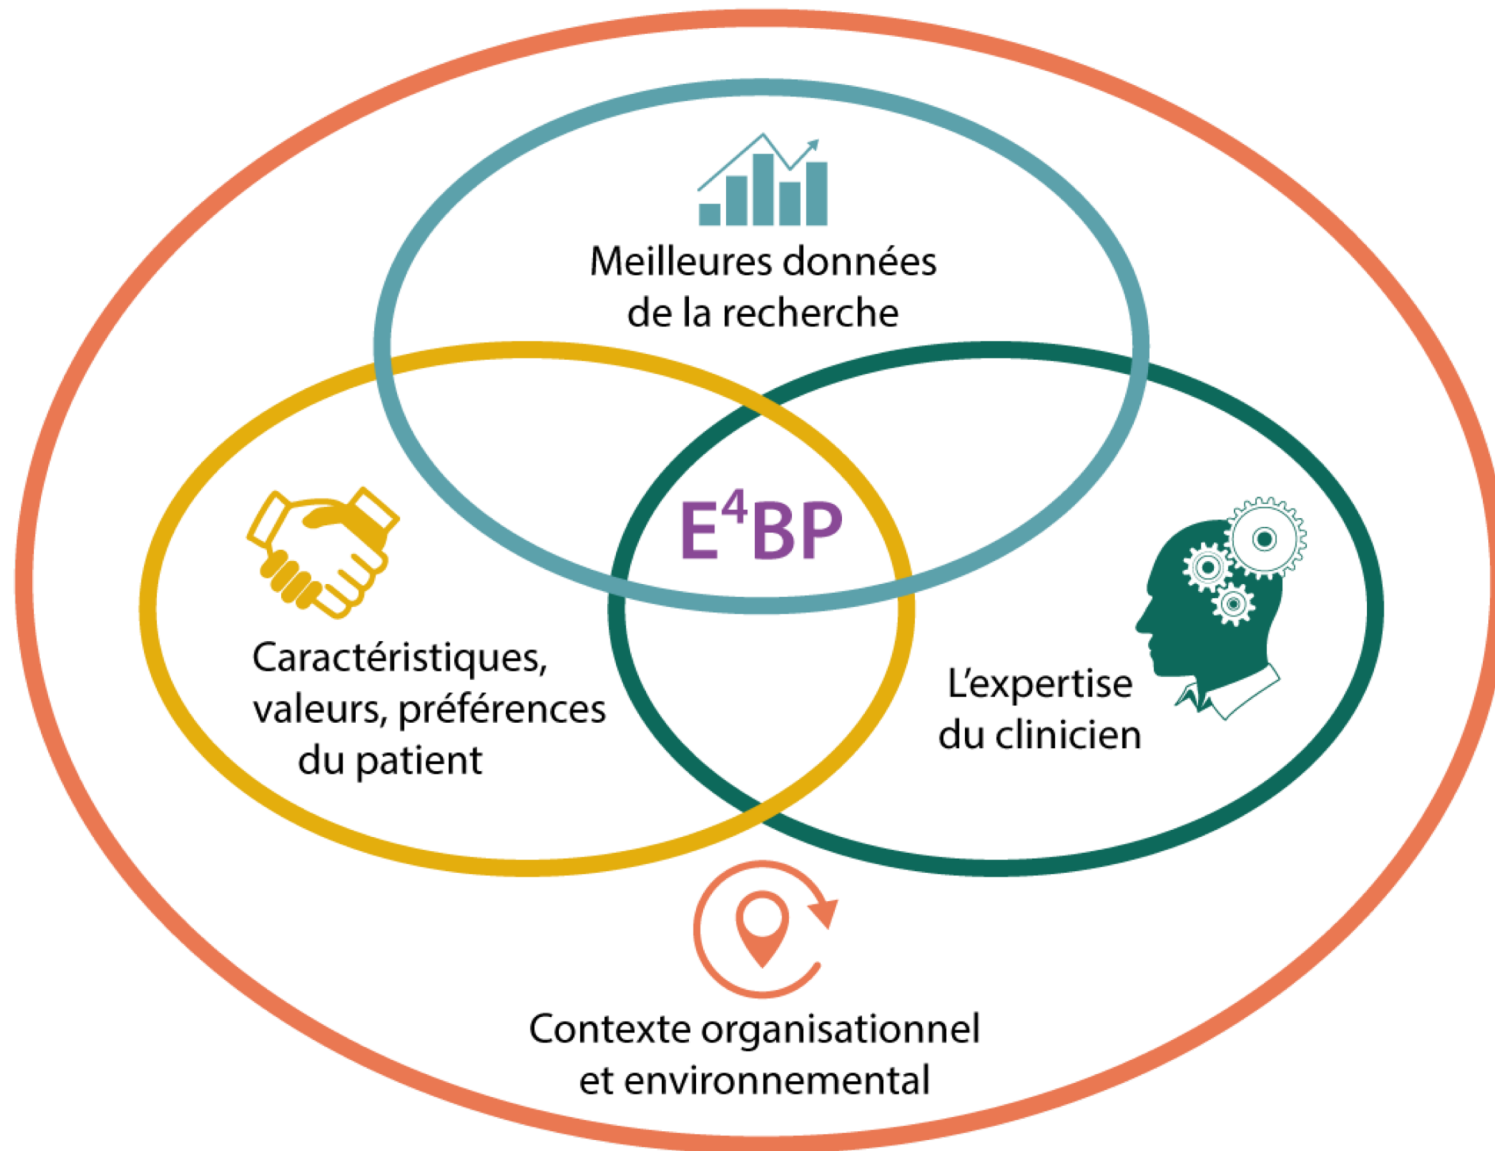 Meilleures données
de la recherche
E⁴BP
Caractéristiques,
valeurs, préférences
du patient
L’expertise
du clinicien
Contexte organisationnel
et environnemental